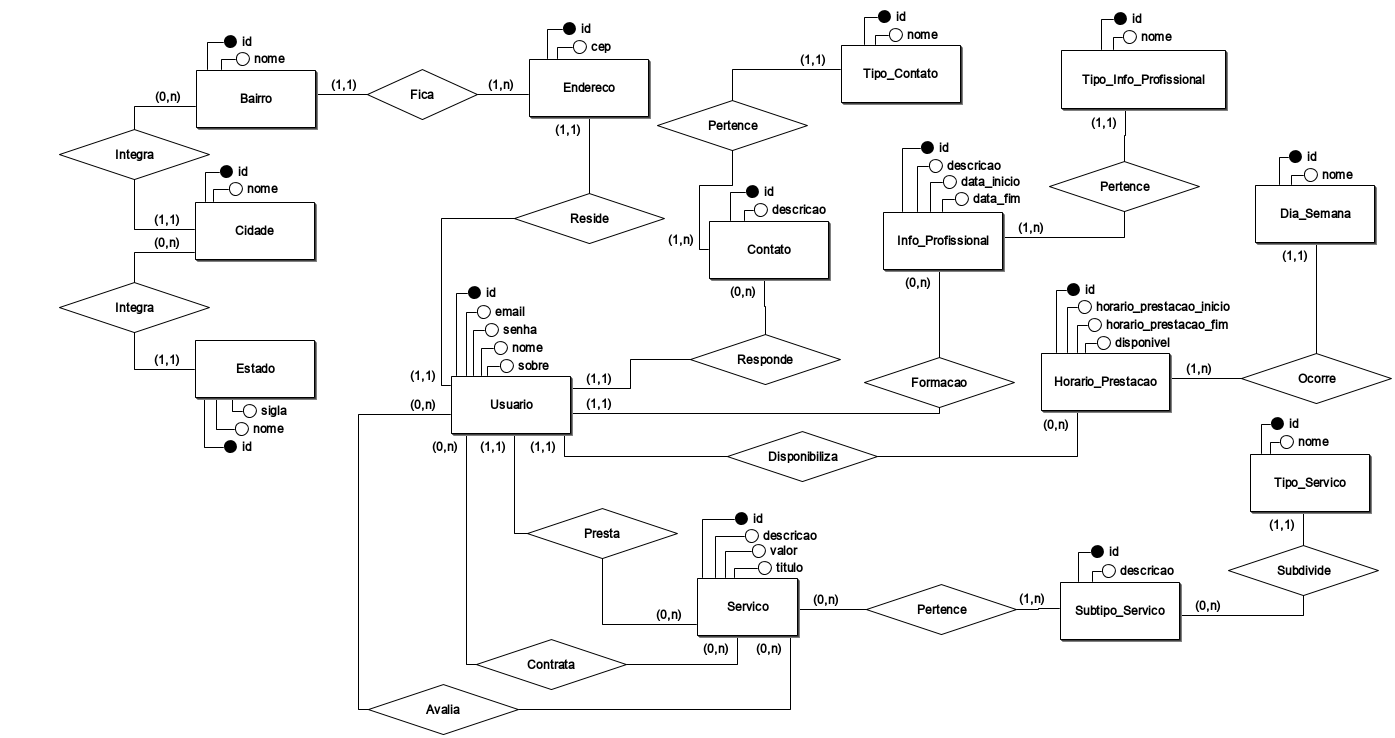 id
nome
Bairro
(1,1)
Fica
(1,n)
id
cep
Endereco
(1,1)
(0,n)
Integra
(1,1)
id
nome
Cidade
(0,n)
Integra
(1,1)
Estado
sigla
nome
id
Reside
(1,1)
id
nome
Tipo_Contato
(1,1)
Pertence
(1,n)
id
descricao
Contato
(0,n)
Responde
(1,1)
id
nome
Tipo_Info_Profissional
(1,1)
Pertence
(1,n)
id
descricao
data_inicio
data_fim
Info_Profissional
(0,n)
Formacao
(1,1)
id
nome
Dia_Semana
(1,1)
Ocorre
(1,n)
id
horario_prestacao_inicio
horario_prestacao_fim
disponivel
Horario_Prestacao
(0,n)
Disponibiliza
(1,1)
id
email
senha
nome
sobre
Usuario
(0,n)
(0,n)
(1,1)
Presta
(0,n)
id
descricao
valor
titulo
Servico
(0,n)
(0,n)
(0,n)
Contrata
Avalia
Pertence
(1,n)
id
descricao
Subtipo_Servico
(0,n)
Subdivide
(1,1)
id
nome
Tipo_Servico